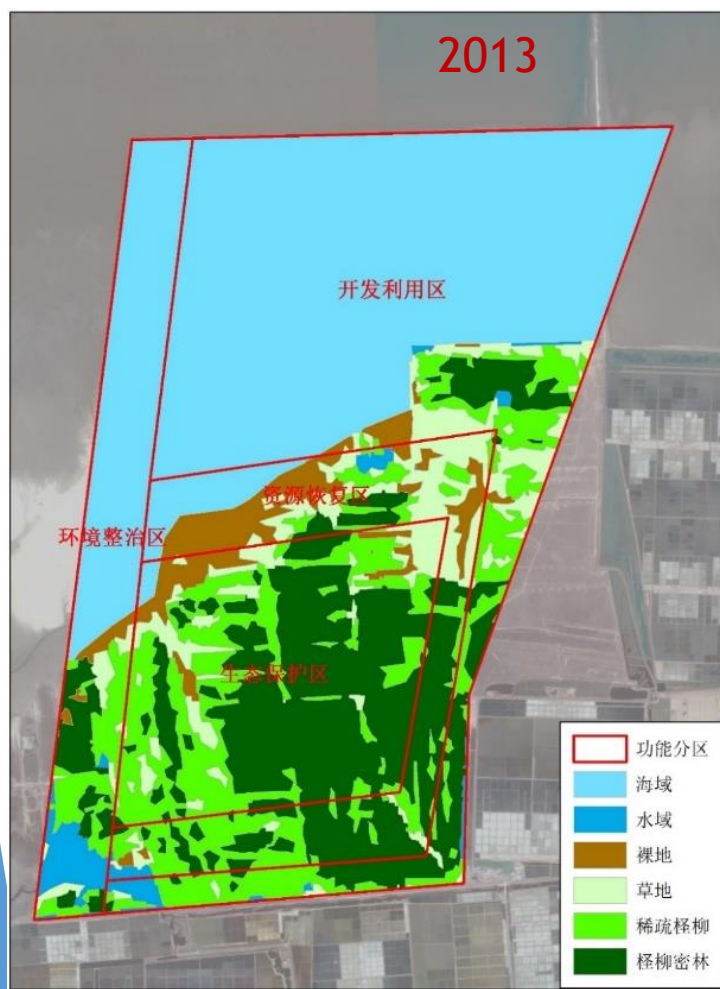 2013
开发利用区
资源恢复区
环境整治区
生态保护区
功能分区
海域
水域
裸地
草地
稀疏柽柳
柽柳密林